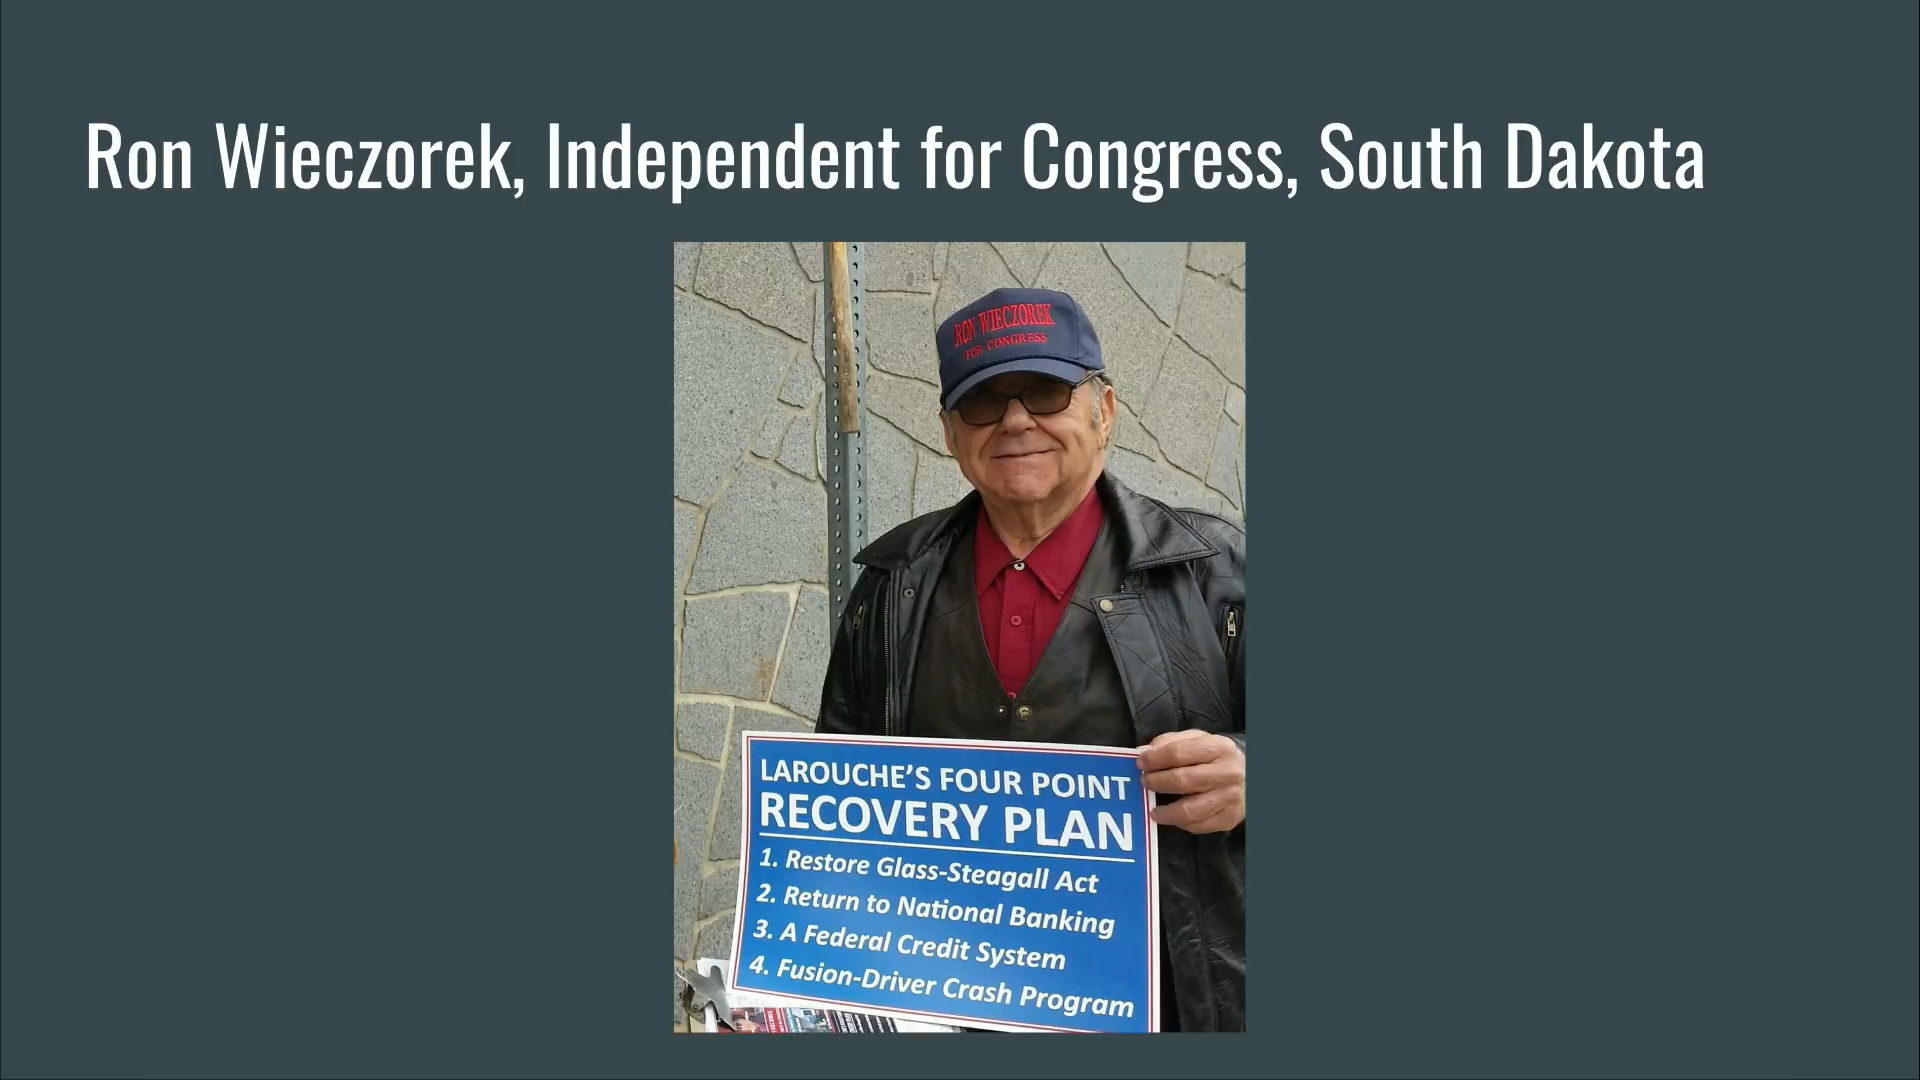 Ron Wieczorek, Independent for Congress, South Dakota
RON WIECZOREK
FOR CONGRESS
LAROUCHE'S FOUR POINT
RECOVERY PLAN
1. Restore Glass-Steagall Act
2. Return to National Banking
3. A Federal Credit System
4. Fusion-Driver Crash Program